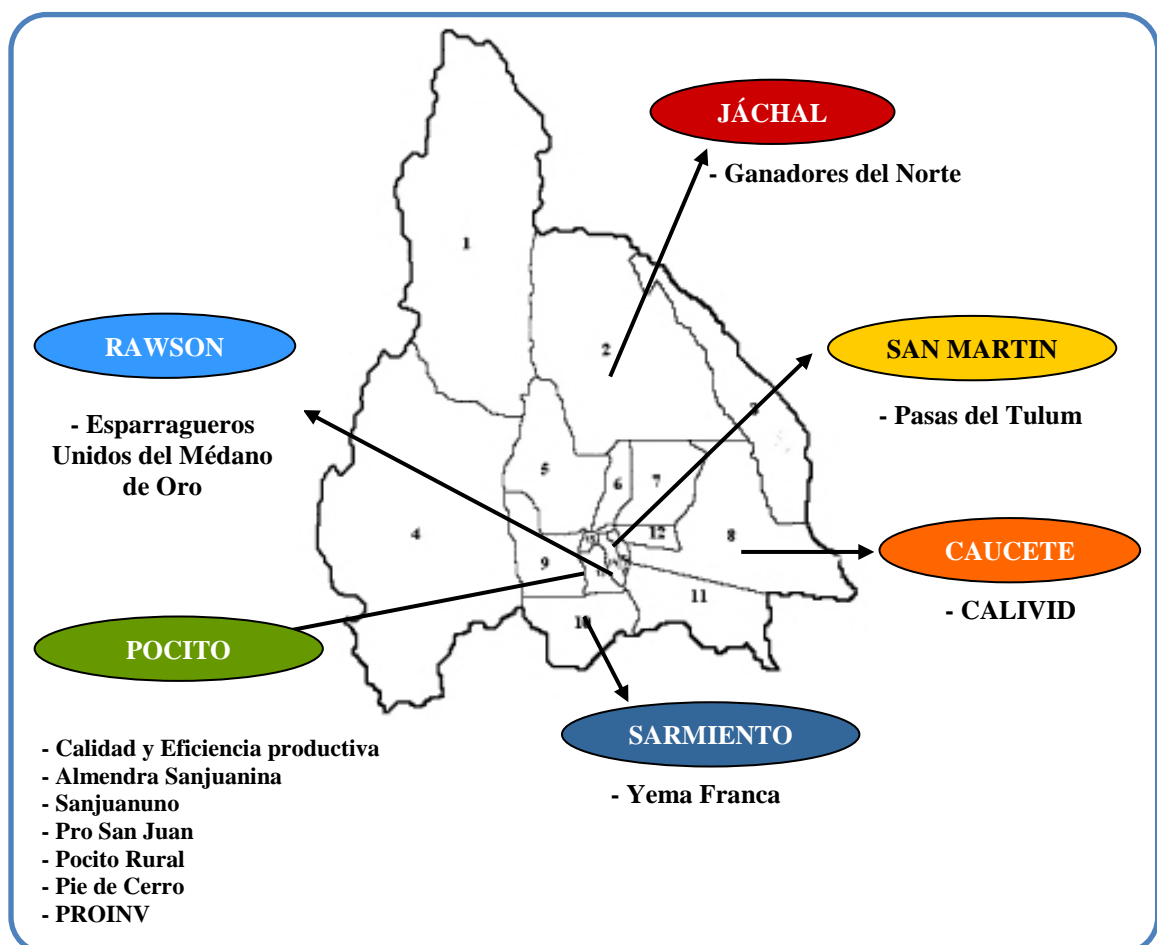 JÁCHAL
- Ganadores del Norte
1
RAWSON
2
SAN MARTIN
3
- Esparragueros
Unidos del Médano
de Oro
- Pasas del Tulum
5
6
7
4
12
8
9
CAUCETE
- CALIVID
11
10
POCITO
SARMIENTO
- Yema Franca
- Calidad y Eficiencia productiva
- Almendra Sanjuanina
- Sanjuanuno
- Pro San Juan
- Pocito Rural
- Pie de Cerro
- PROINV